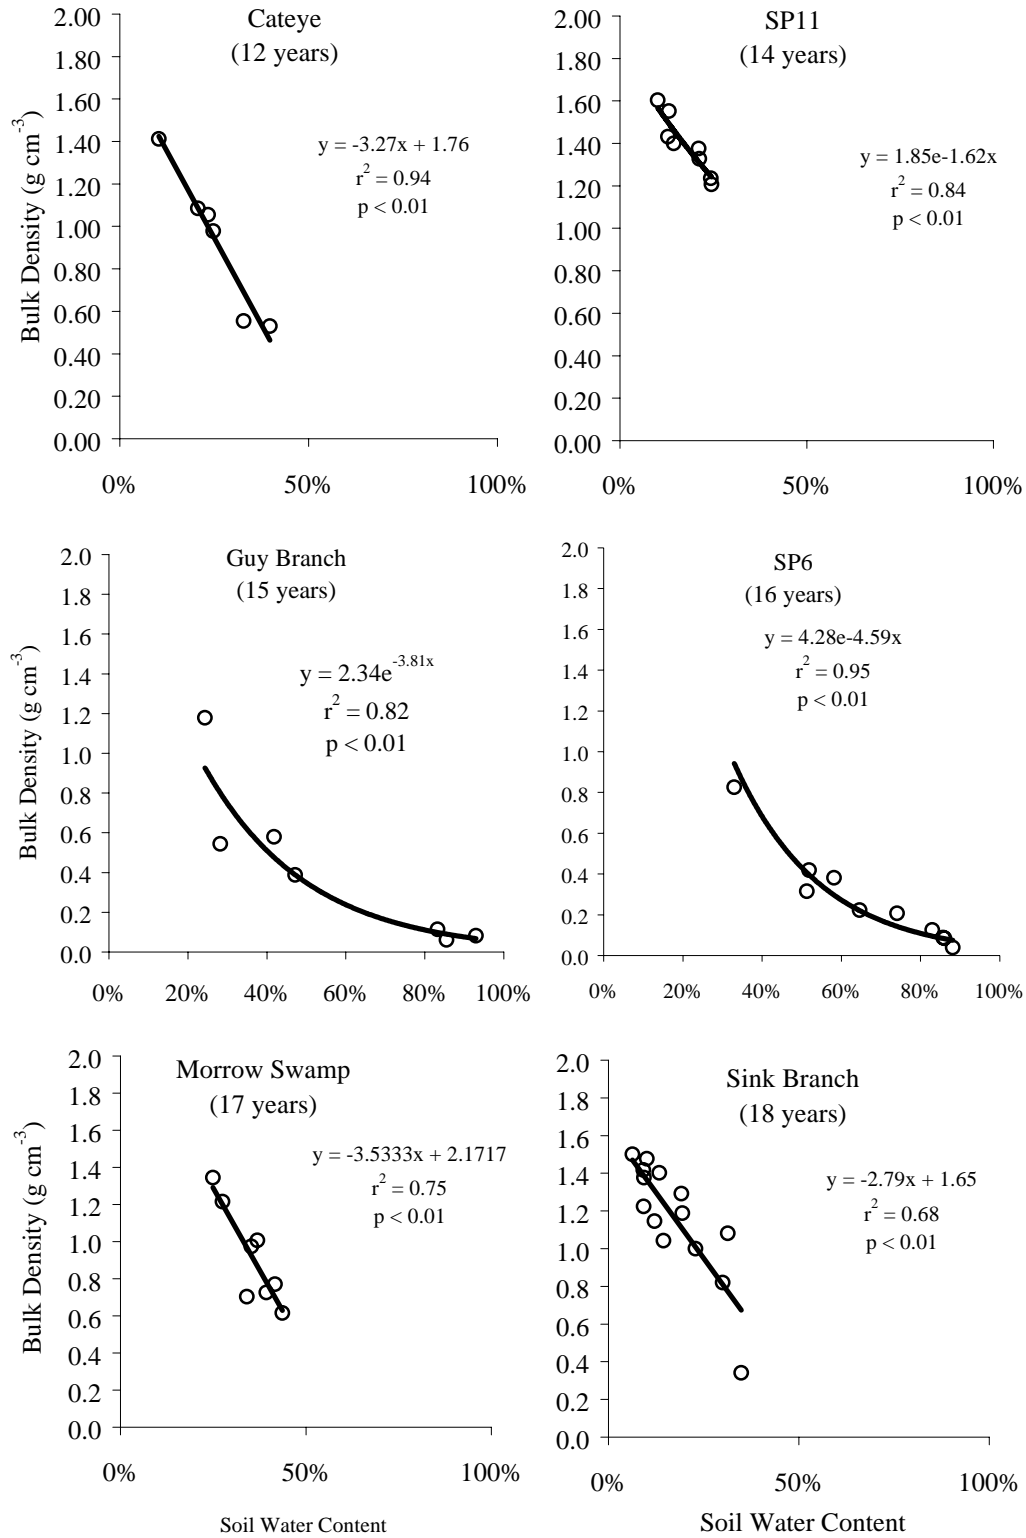 Cateye
(12 years)
y = -3.27x + 1.76
r2 = 0.94
p < 0.01
Bulk Density (g cm-3)
2.00
1.80
1.60
1.40
1.20
1.00
0.80
0.60
0.40
0.20
0.00
0% 50% 100%
SP11
(14 years)
y = 1.85e-1.62x
r2 = 0.84
p < 0.01
2.00
1.80
1.60
1.40
1.20
1.00
0.80
0.60
0.40
0.20
0.00
0% 50% 100%
Guy Branch
(15 years)
y = 2.34e-3.81x
r2 = 0.82
p < 0.01
Bulk Density (g cm-3)
2.0
1.8
1.6
1.4
1.2
1.0
0.8
0.6
0.4
0.2
0.0
0% 20% 40% 60% 80% 100%
SP6
(16 years)
y = 4.28e-4.59x
r2 = 0.95
p < 0.01
2.0
1.8
1.6
1.4
1.2
1.0
0.8
0.6
0.4
0.2
0.0
0% 20% 40% 60% 80% 100%
Morrow Swamp
(17 years)
y = -3.5333x + 2.1717
r2 = 0.75
p < 0.01
Bulk Density (g cm-3)
2.0
1.8
1.6
1.4
1.2
1.0
0.8
0.6
0.4
0.2
0.0
0% 50% 100%
Soil Water Content
Sink Branch
(18 years)
y = -2.79x + 1.65
r2 = 0.68
p < 0.01
2.0
1.8
1.6
1.4
1.2
1.0
0.8
0.6
0.4
0.2
0.0
0% 50% 100%
Soil Water Content